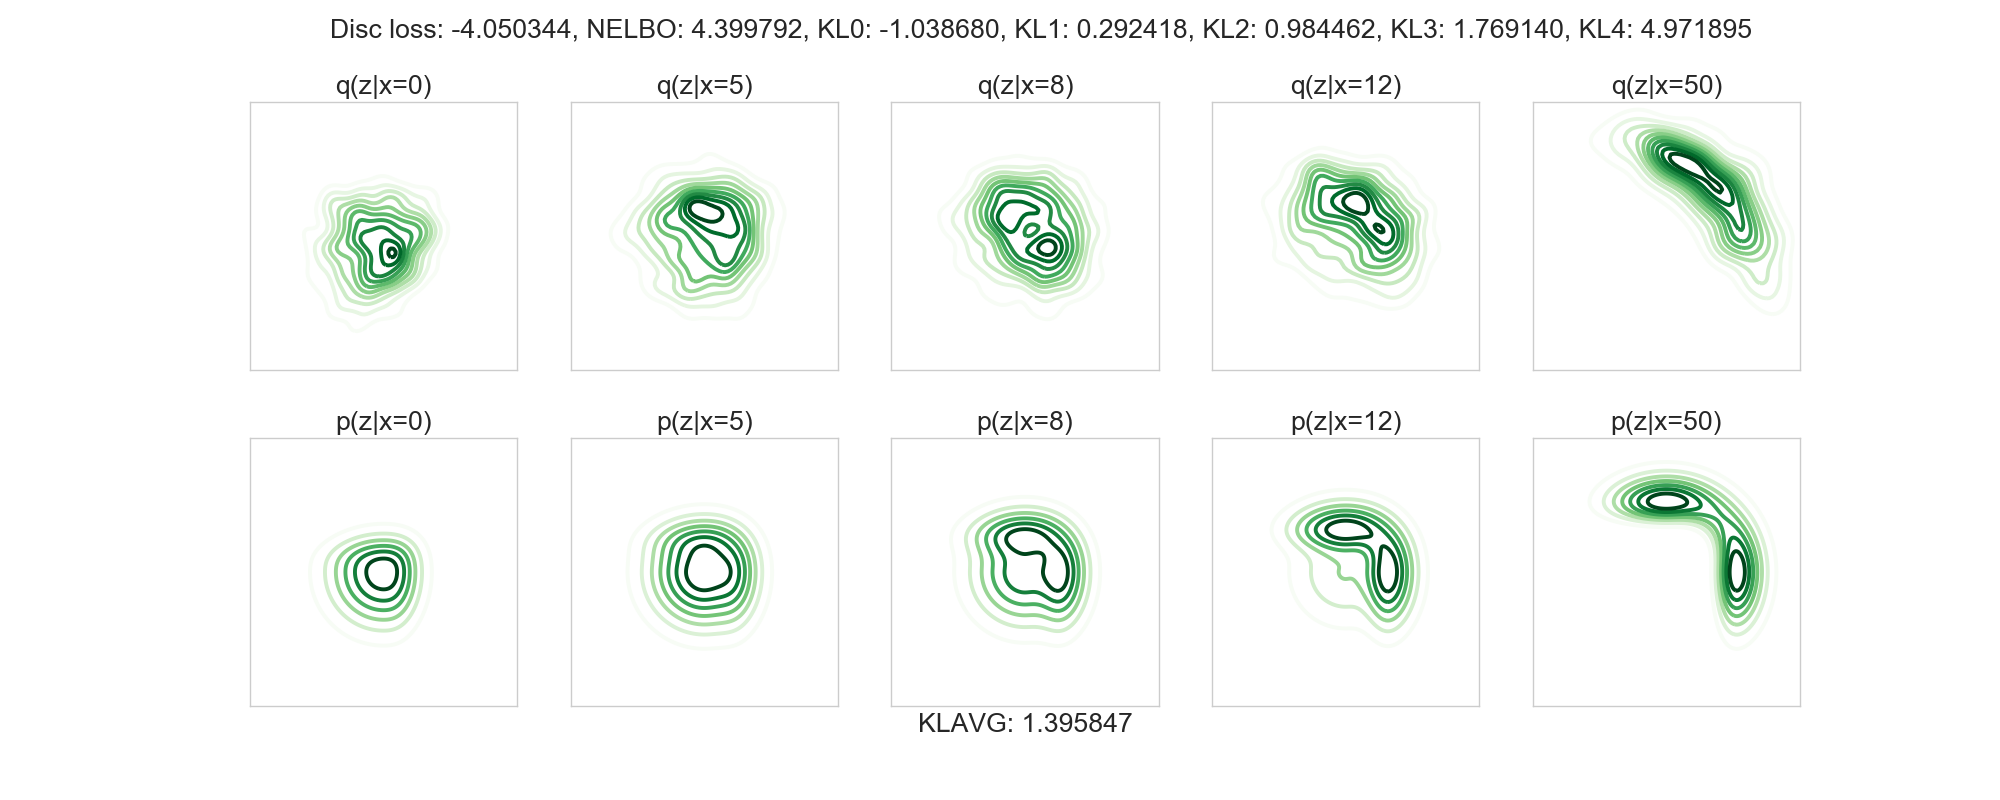 Disc loss: -4.050344, NELBO: 4.399792, KL0: -1.038680, KL1: 0.292418, KL2: 0.984462, KL3: 1.769140, KL4: 4.971895
q(z|x=0) q(z|x=5) q(z|x=8) q(z|x=12) q(z|x=50)
p(z|x=0) p(z|x=5) p(z|x=8) p(z|x=12) p(z|x=50)
KLAVG: 1.395847